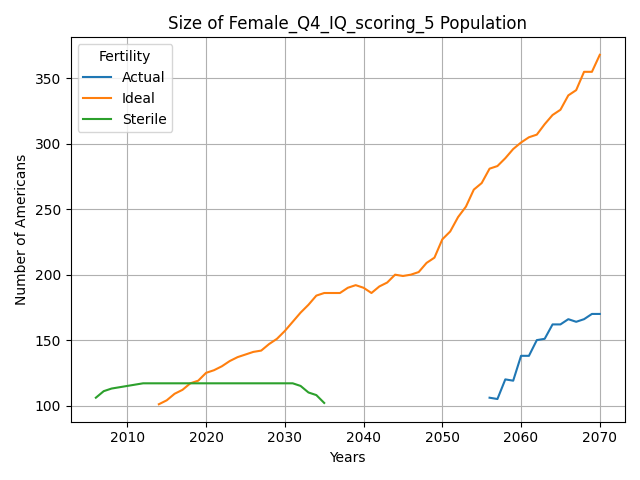 Size of Female_Q4_IQ_scoring_5 Population
Fertility
Actual
Ideal
Sterile
Number of Americans
350
300
250
200
150
100
2010 2020 2030 2040 2050 2060 2070
Years